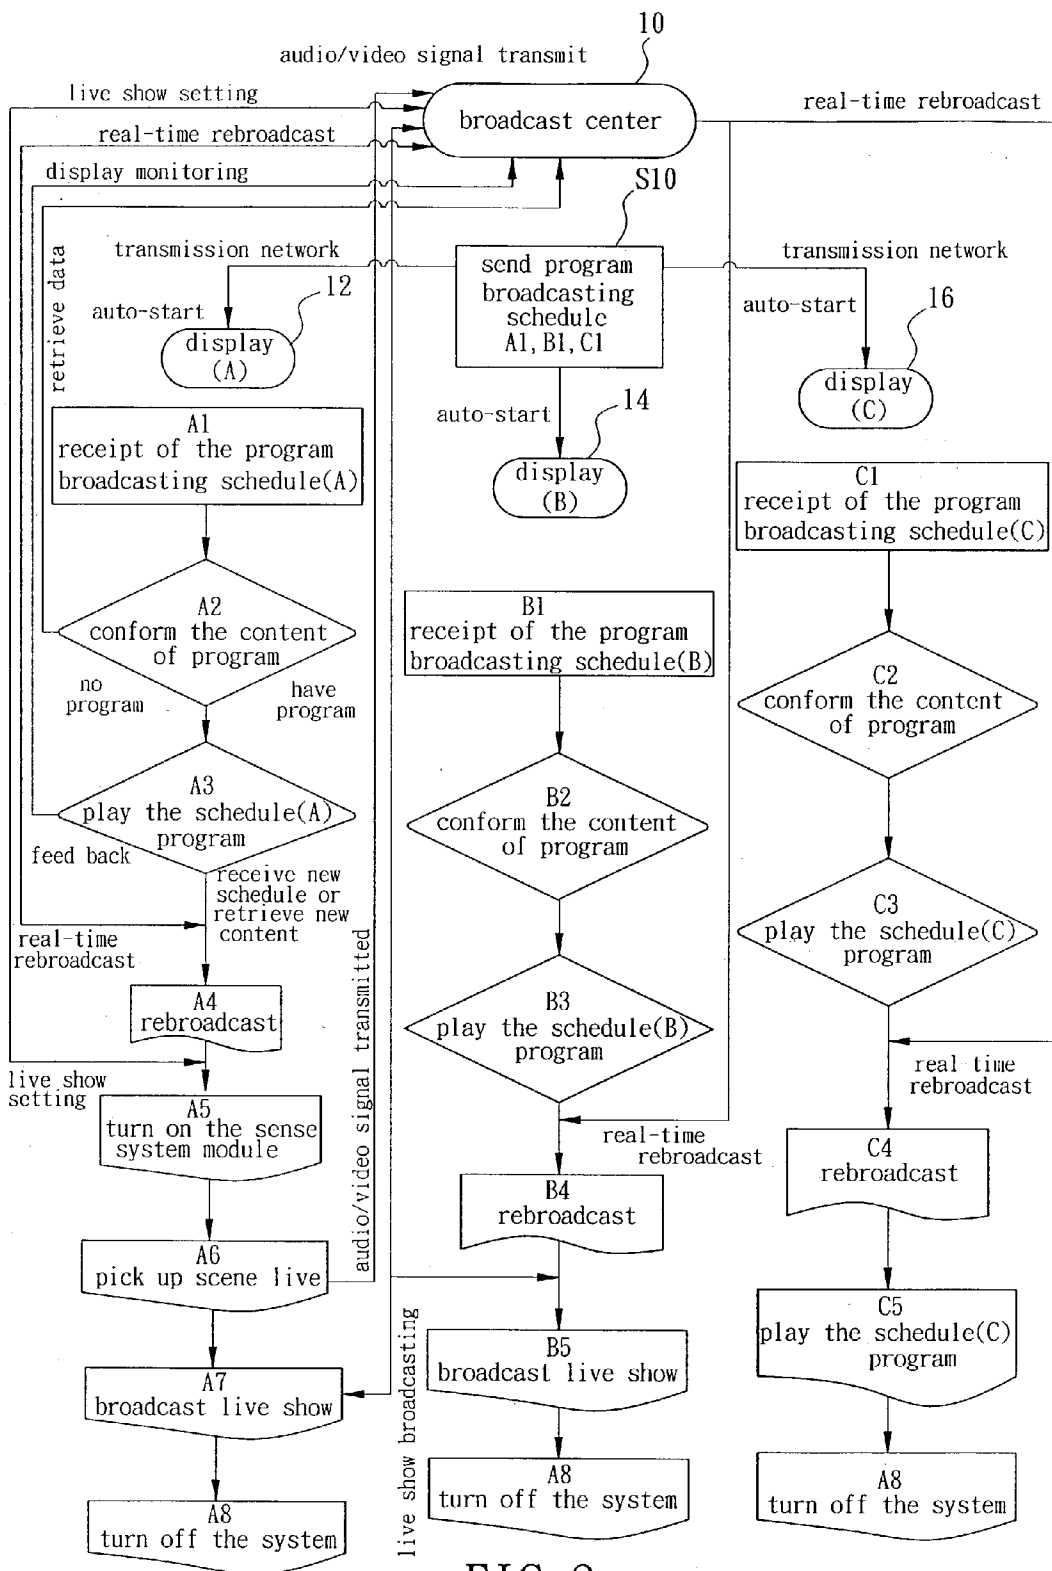 10
audio/video signal transmit
live show setting
real-time rebroadcast
real-time rebroadcast
broadcast center
display monitoring
S10
transmission network
send program
broadcasting
schedule
A1, B1, C1
transmission network
retrieve data
12
auto-start
display
(A)
16
auto-start
display
(C)
14
auto-start
display
(B)
A1
receipt of the program
broadcasting schedule(A)
C1
receipt of the program
broadcasting schedule(C)
A2
conform the content
of program
B1
receipt of the program
broadcasting schedule(B)
no
program
have
program
C2
conform the content
of program
A3
play the schedule(A)
program
B2
conform the content
of program
feed back
receive new
schedule or
retrieve new
content
C3
play the schedule(C)
program
real-time
rebroadcast
A4
rebroadcast
audio/video signal transmitted
B3
play the schedule(B)
program
live show
setting
real time
rebroadcast
A5
turn on the sense
system module
real-time
rebroadcast
C4
rebroadcast
B4
rebroadcast
A6
pick up scene live
C5
play the schedule(C)
program
B5
broadcast live show
A7
broadcast live show
live show broadcasting
A8
turn off the system
A8
turn off the system
A8
turn off the system